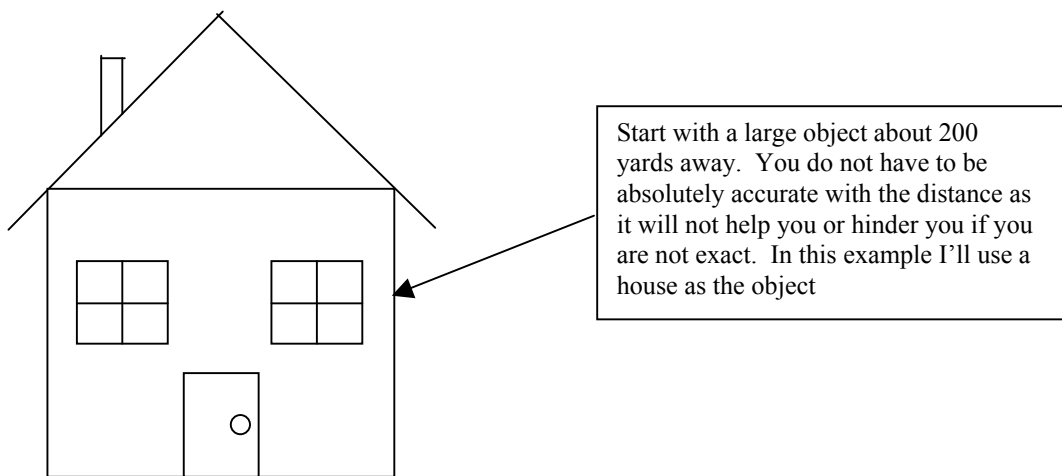 Start with a large object about 200
yards away.  You do not have to be
absolutely accurate with the distance as
it will not help you or hinder you if you
are not exact.  In this example I’ll use a
house as the object